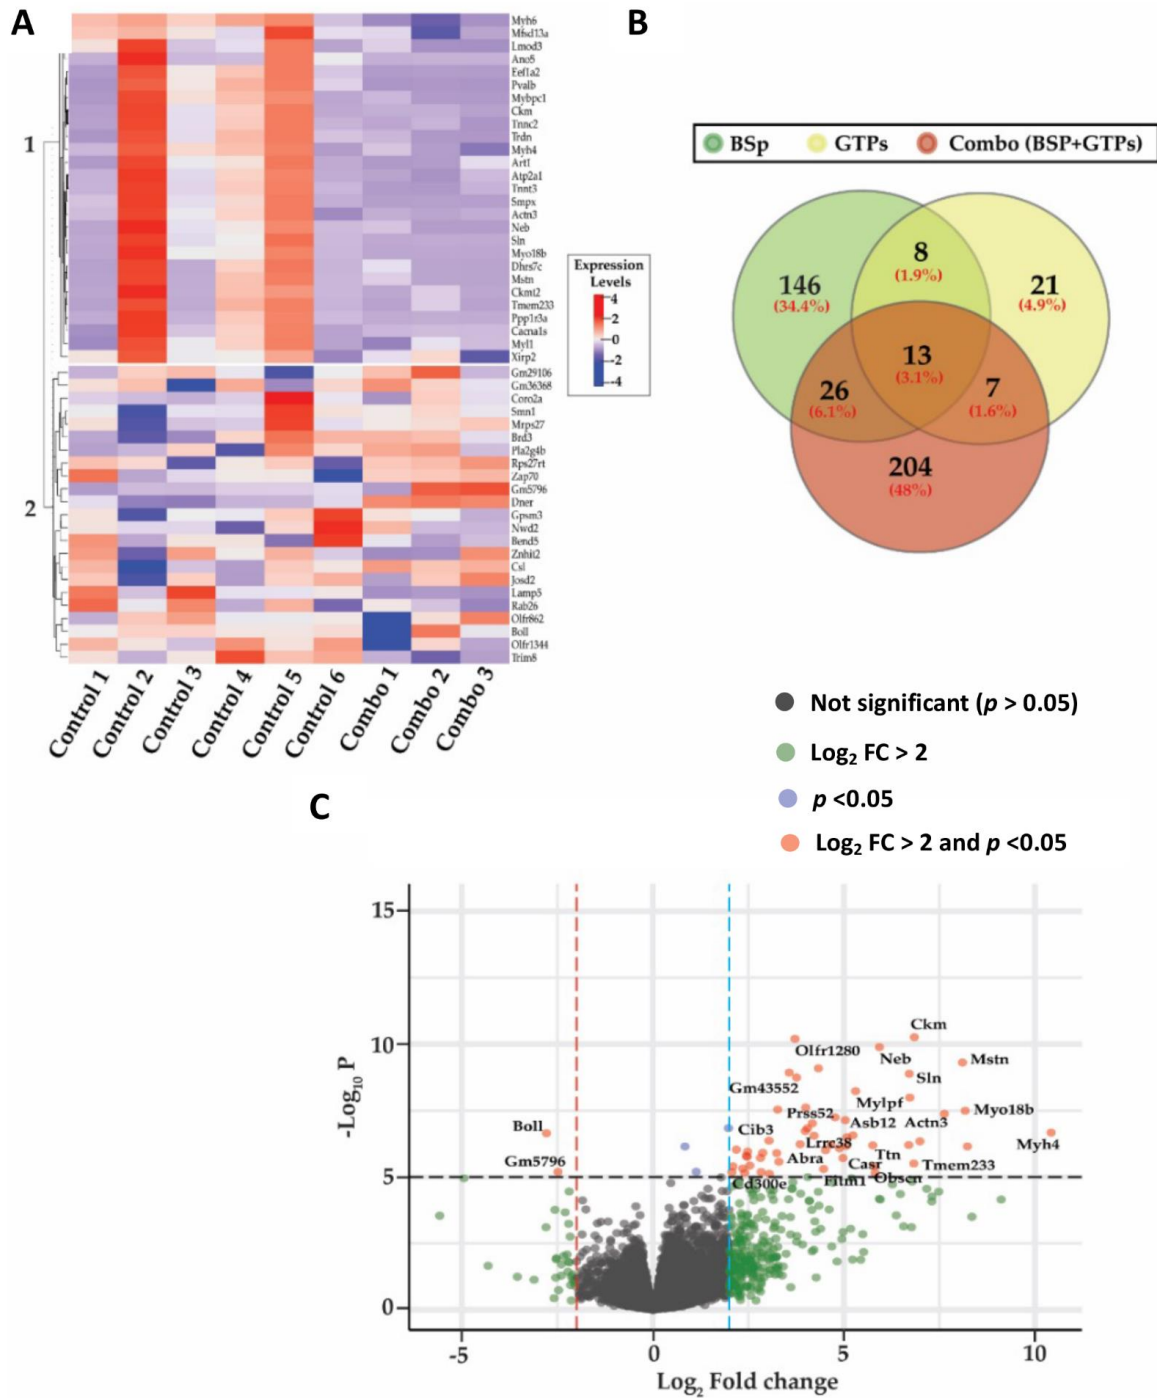 A
Myh6
Mfsd13a
Lmod3
Ano5
Eef1a2
Pvalb
Mybpc1
Ckm
Tnnc2
Trdn
Myh4
Art1
Atp2a1
Tnnt3
Smpx
Actn3
Neb
Sln
Myo18b
Dhrs7c
Mstn
Ckmt2
Tmem233
Ppp1r3a
Cacna1s
Myl1
Xirp2
Gm29106
Gm36368
Coro2a
Smn1
Mrps27
Brd3
Pla2g4b
Rps27rt
Zap70
Gm5796
Dner
Gpsm3
Nwd2
Bend5
Znhit2
Csl
Josd2
Lamp5
Rab26
Olfr862
Boll
Olfr1344
Trim8
1
2
Control 1
Control 2
Control 3
Control 4
Control 5
Control 6
Combo 1
Combo 2
Combo 3
Expression
Levels
4
2
0
-2
-4
B
BSp
GTPs
Combo (BSP+GTPs)
8
(1.9%)
146
(34.4%)
21
(4.9%)
13
(3.1%)
26
(6.1%)
7
(1.6%)
204
(48%)
Not significant (p > 0.05)
Log₂ FC > 2
p <0.05
Log₂ FC > 2 and p <0.05
C
15
10
5
0
-Log₁₀ P
Ckm
Olfr1280
Neb
Mstn
Sln
Gm43552
Mylpf
Prss52
Myo18b
Asb12
Actn3
Boll
Cib3
Lrrc38
Myh4
Ttn
Gm5796
Abra
Casr
Tmem233
Cd300e
Fitm1
Obscn
-5
0
5
10
Log₂ Fold change